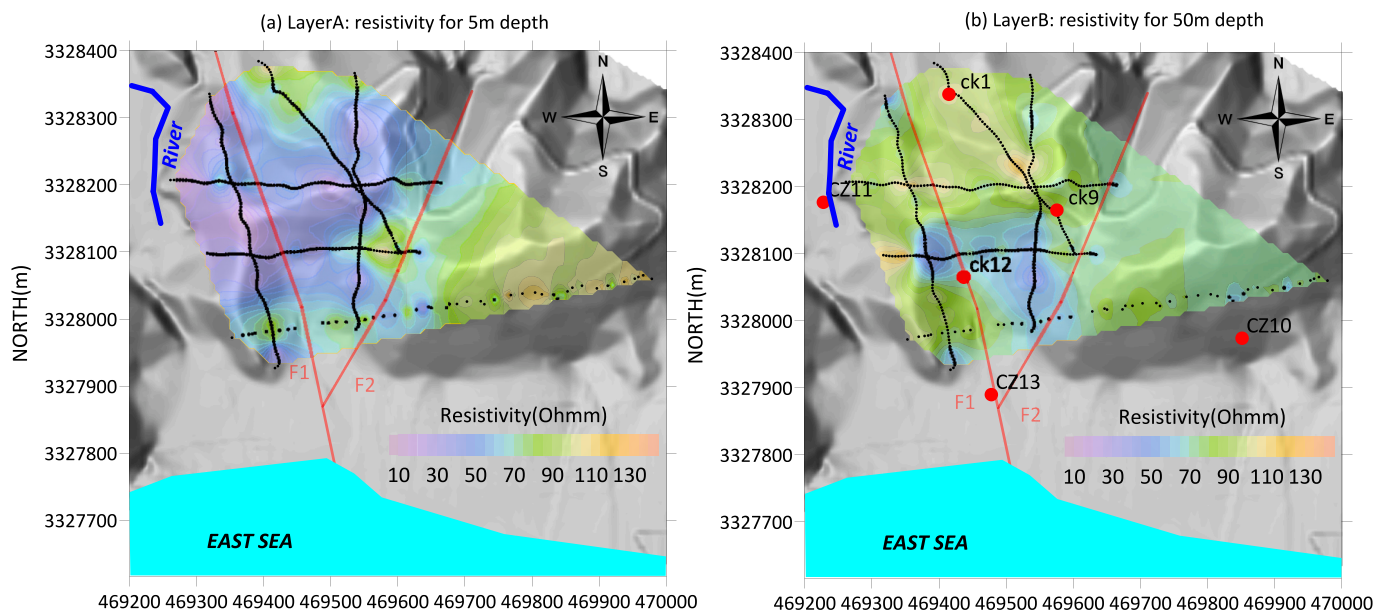 (a) LayerA: resistivity for 5m depth
3328400
3328300
3328200
3328100
3328000
3327900
3327800
3327700
NORTH(m)
River
N
W
E
S
F1
F2
Resistivity(Ohmm)
10 30 50 70 90 110 130
EAST SEA
469200 469300 469400 469500 469600 469700 469800 469900 470000
(b) LayerB: resistivity for 50m depth
3328400
3328300
3328200
3328100
3328000
3327900
3327800
3327700
NORTH(m)
River
N
W
E
S
ck1
CZ11
ck9
ck12
CZ10
CZ13
F1
F2
Resistivity(Ohmm)
10 30 50 70 90 110 130
EAST SEA
469200 469300 469400 469500 469600 469700 469800 469900 470000